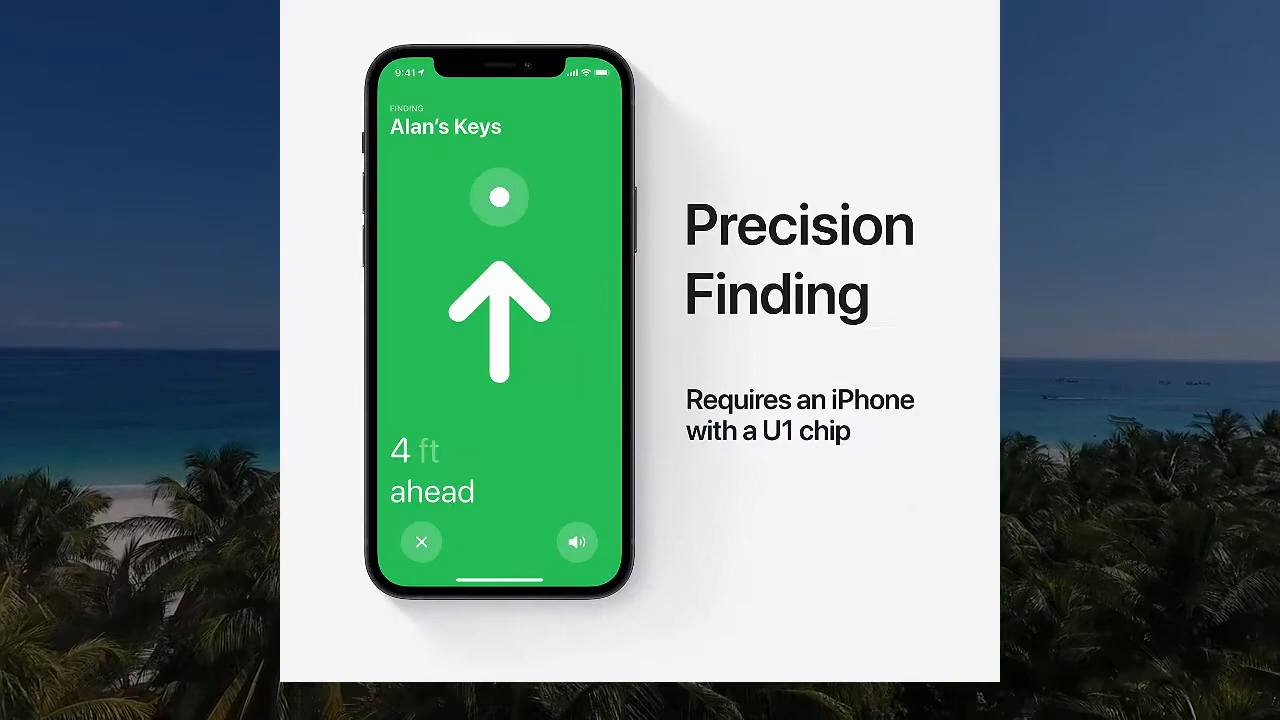 9:41
FINDING
Alan's Keys
4 ft
ahead
Precision
Finding
Requires an iPhone
with a U1 chip